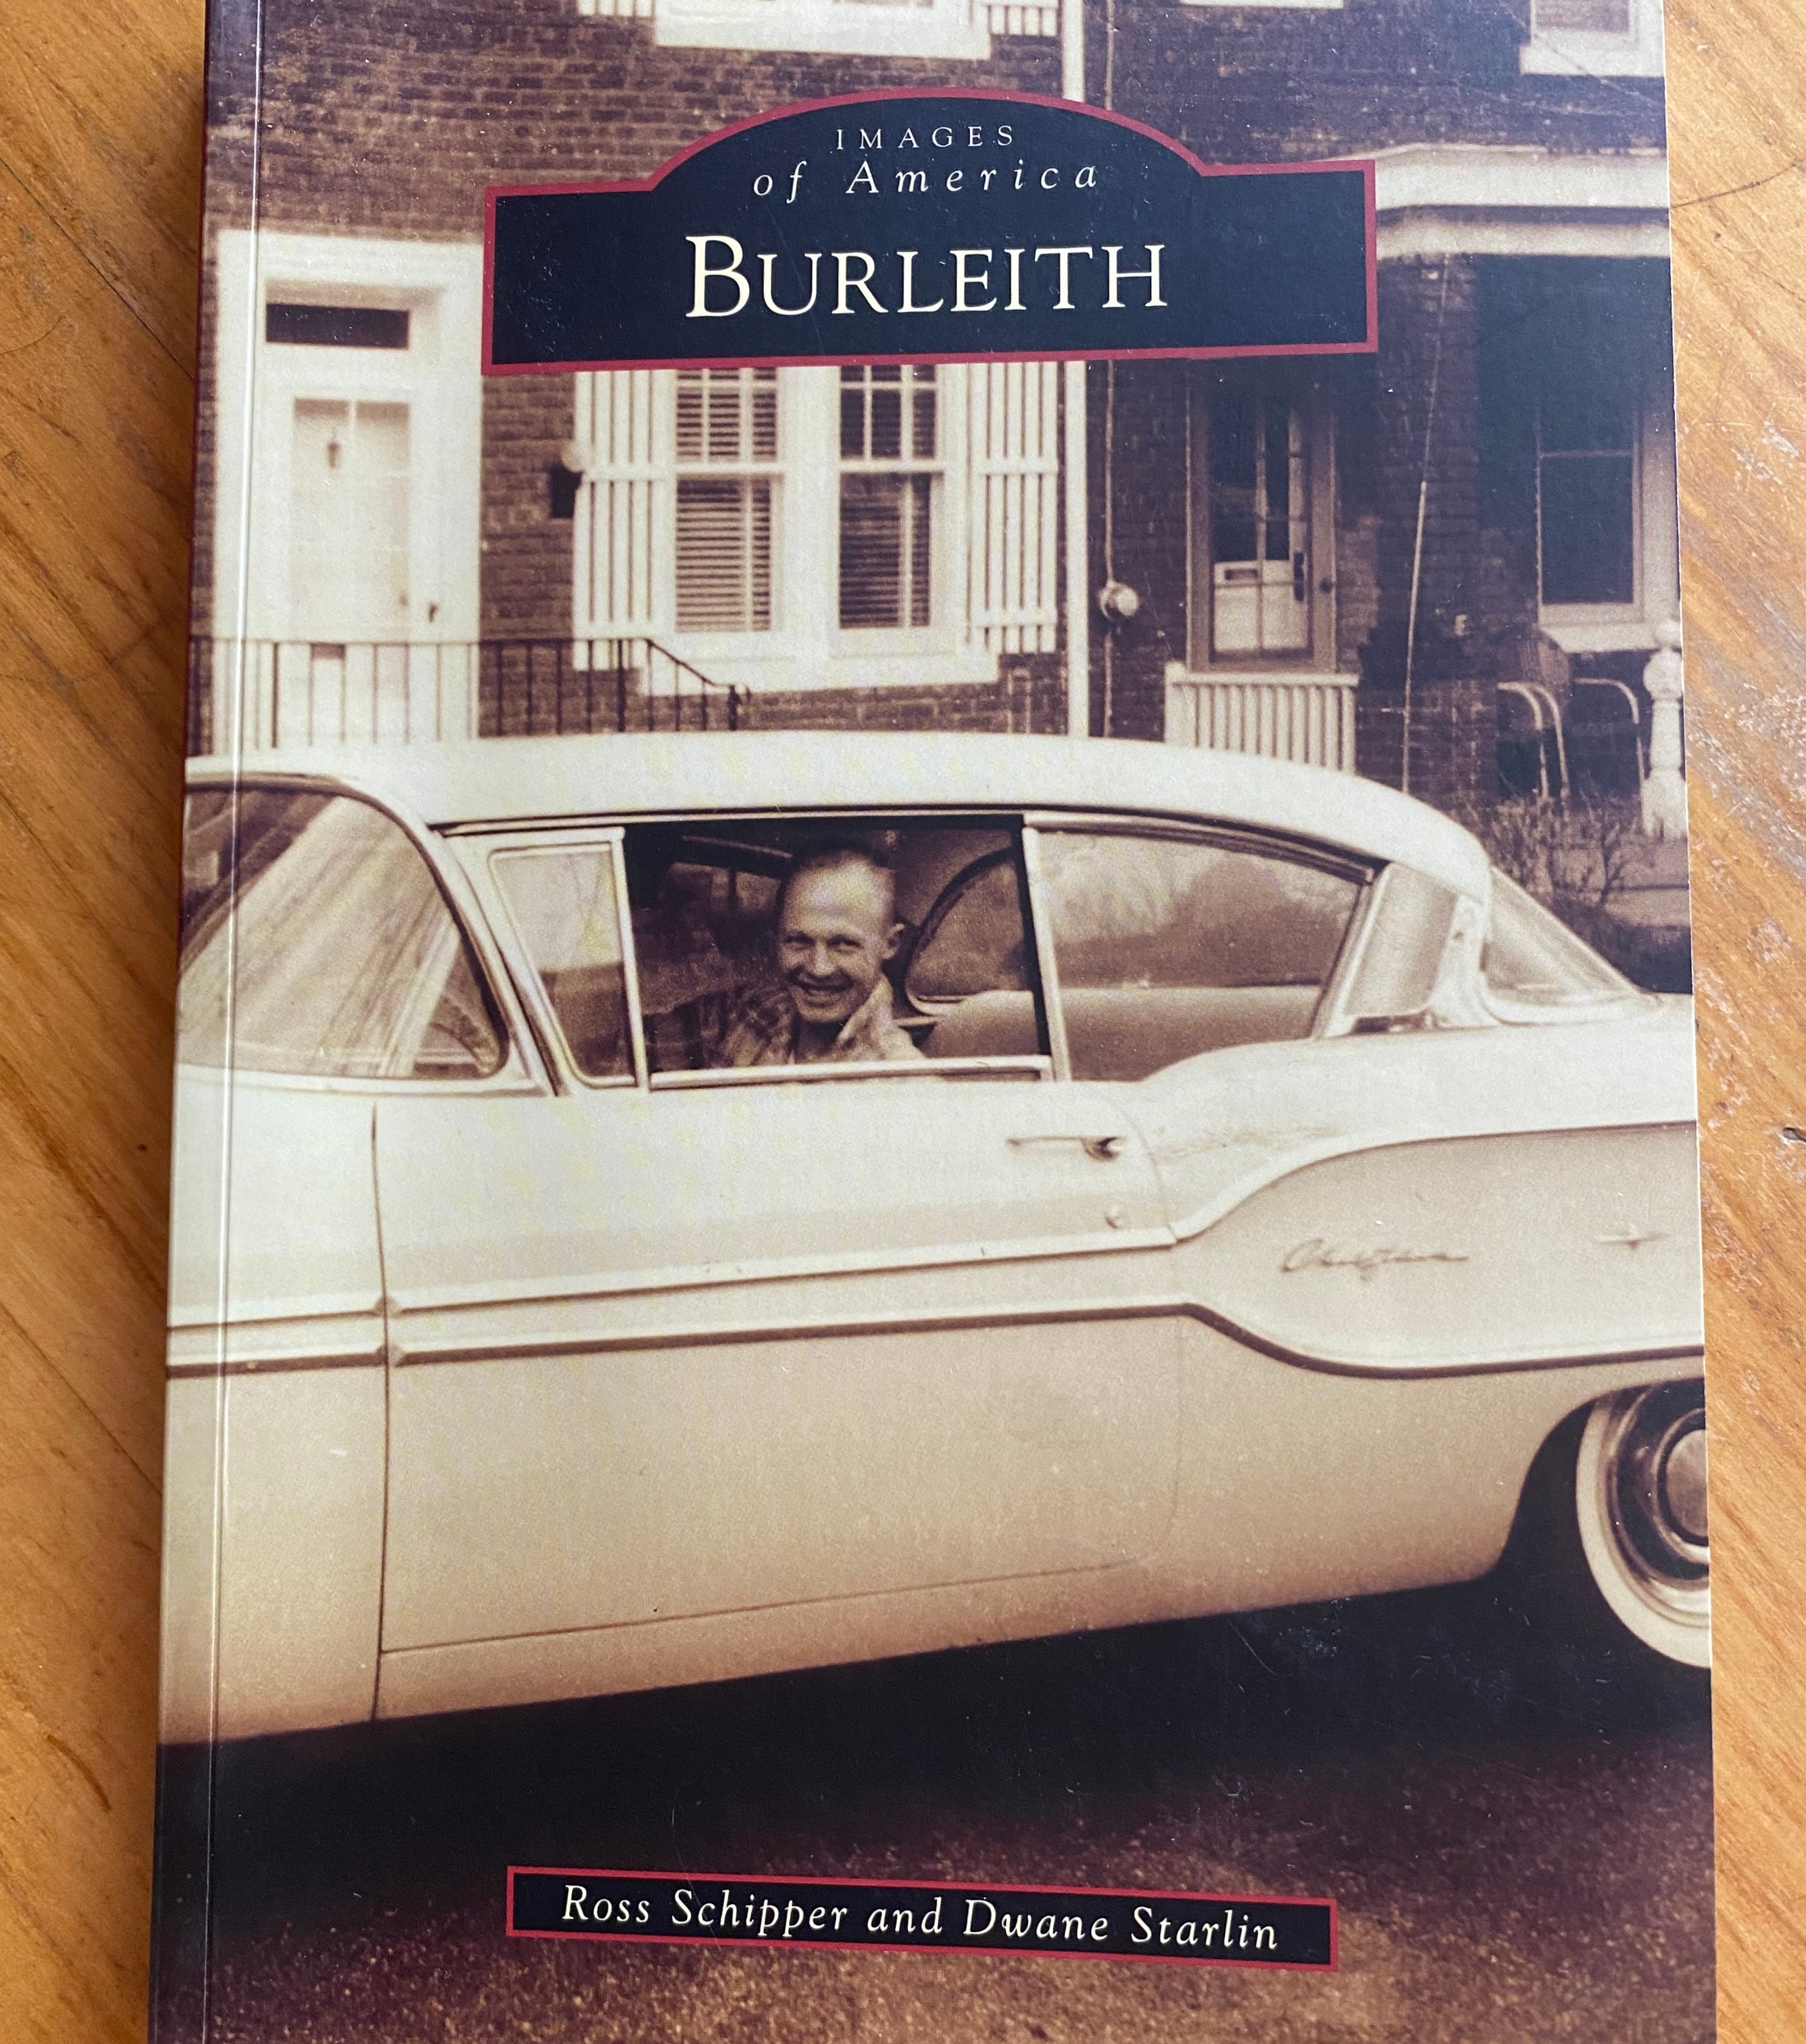 IMAGES
of America
BURLEITH
Ross Schipper and Dwane Starlin